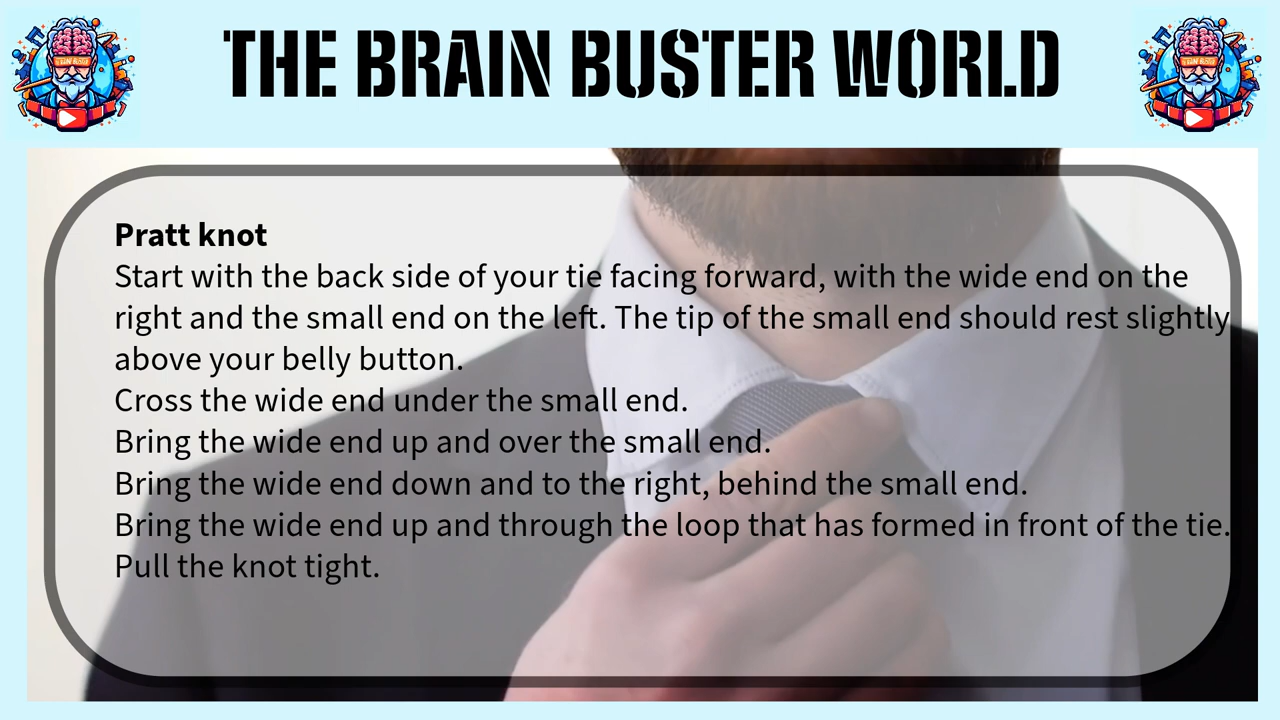 THE BRAIN BUSTER WORLD
Pratt knot
Start with the back side of your tie facing forward, with the wide end on the
right and the small end on the left. The tip of the small end should rest slightly
above your belly button.
Cross the wide end under the small end.
Bring the wide end up and over the small end.
Bring the wide end down and to the right, behind the small end.
Bring the wide end up and through the loop that has formed in front of the tie.
Pull the knot tight.